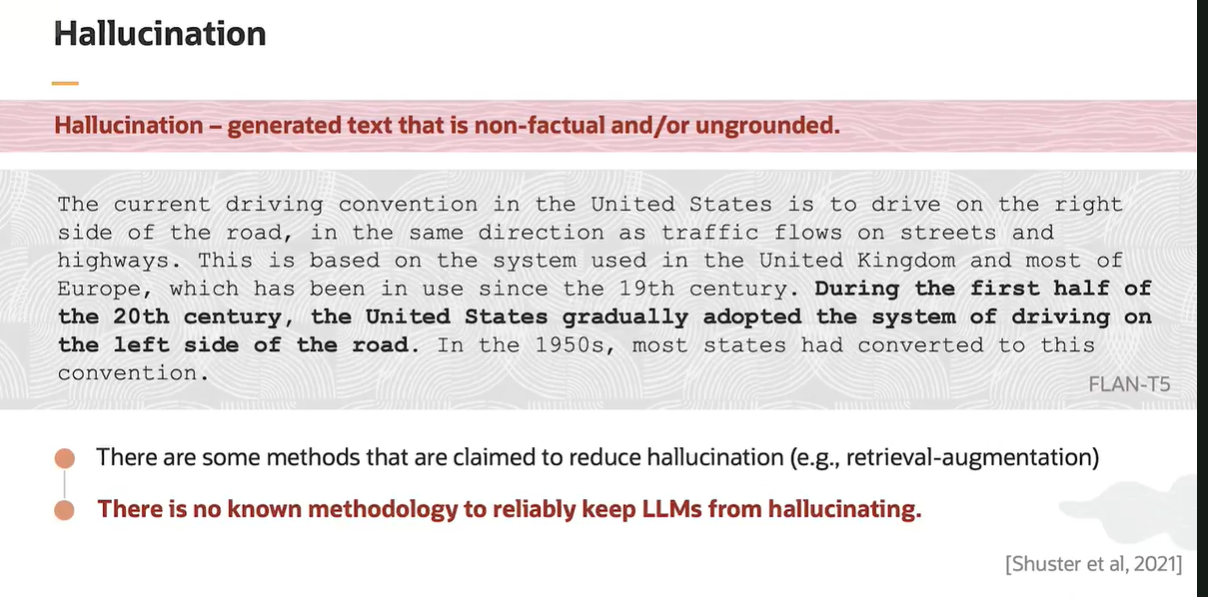 Hallucination
Hallucination – generated text that is non-factual and/or ungrounded.
The current driving convention in the United States is to drive on the right
side of the road, in the same direction as traffic flows on streets and
highways. This is based on the system used in the United Kingdom and most of
Europe, which has been in use since the 19th century. During the first half of
the 20th century, the United States gradually adopted the system of driving on
the left side of the road. In the 1950s, most states had converted to this
convention.
FLAN-T5
There are some methods that are claimed to reduce hallucination (e.g., retrieval-augmentation)
There is no known methodology to reliably keep LLMs from hallucinating.
[Shuster et al, 2021]